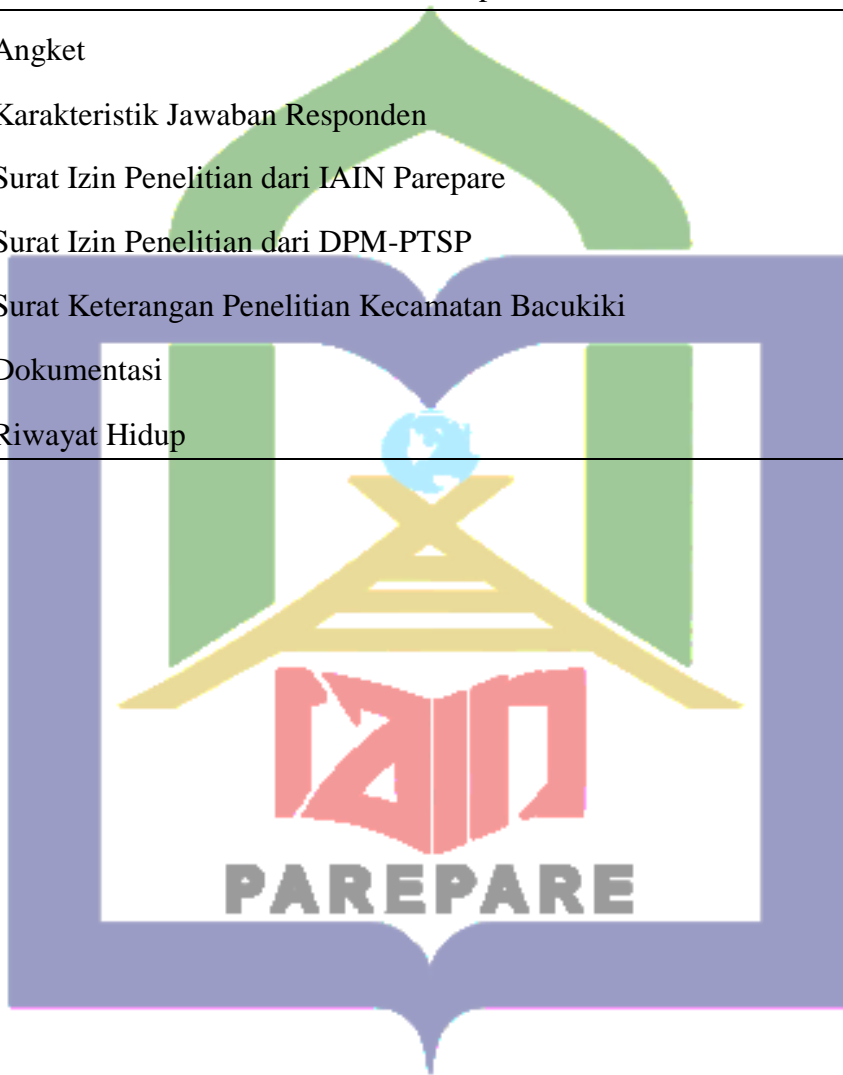 Angket
Karakteristik Jawaban Responden
Surat Izin Penelitian dari IAIN Parepare
Surat Izin Penelitian dari DPM-PTSP
Surat Keterangan Penelitian Kecamatan Bacukiki
Dokumentasi
Riwayat Hidup
iain
PAREPARE